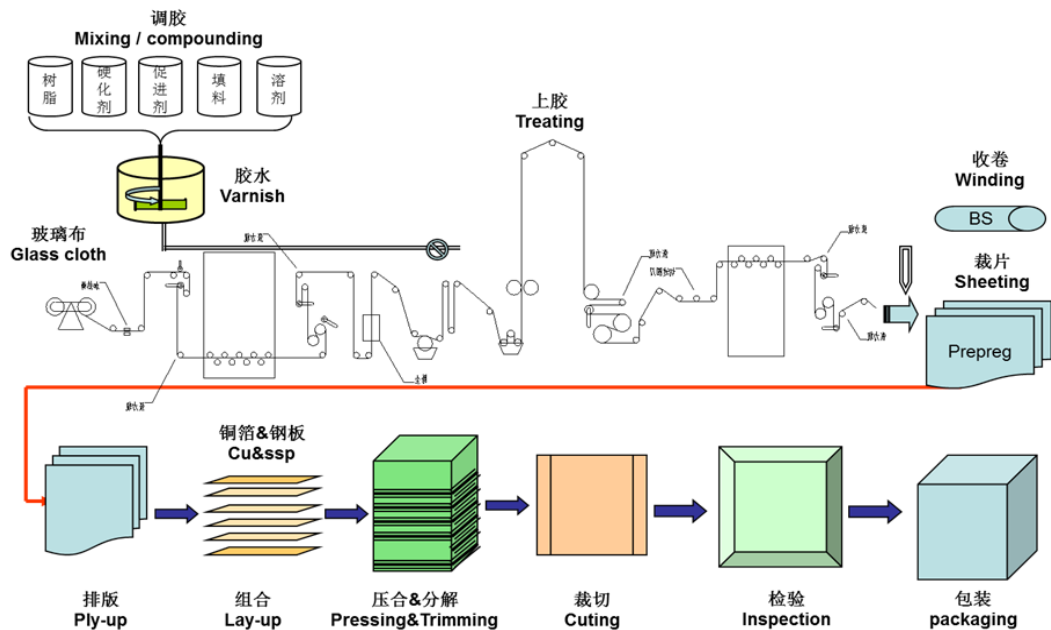 调胶
Mixing / compounding
树脂
硬化剂
促进剂
填料
溶剂
胶水
Varnish
上胶
Treating
收卷
Winding
BS
玻璃布
Glass cloth
裁片
Sheeting
Prepreg
铜箔&钢板
Cu&ssp
排版
Ply-up
组合
Lay-up
压合&分解
Pressing&Trimming
裁切
Cuting
检验
Inspection
包装
packaging